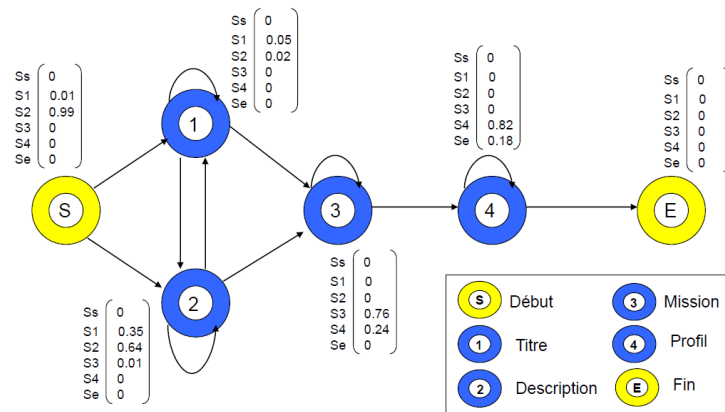 Ss 0
S1 0.01
S2 0.99
S3 0
S4 0
Se 0
Ss 0
S1 0.05
S2 0.02
S3 0
S4 0
Se 0
Ss 0
S1 0
S2 0
S3 0
S4 0.82
Se 0.18
Ss 0
S1 0
S2 0
S3 0
S4 0
Se 0
S
1
2
3
4
E
Ss 0
S1 0.35
S2 0.64
S3 0.01
S4 0
Se 0
Ss 0
S1 0
S2 0
S3 0.76
S4 0.24
Se 0
S Début
3 Mission
1 Titre
4 Profil
2 Description
E Fin